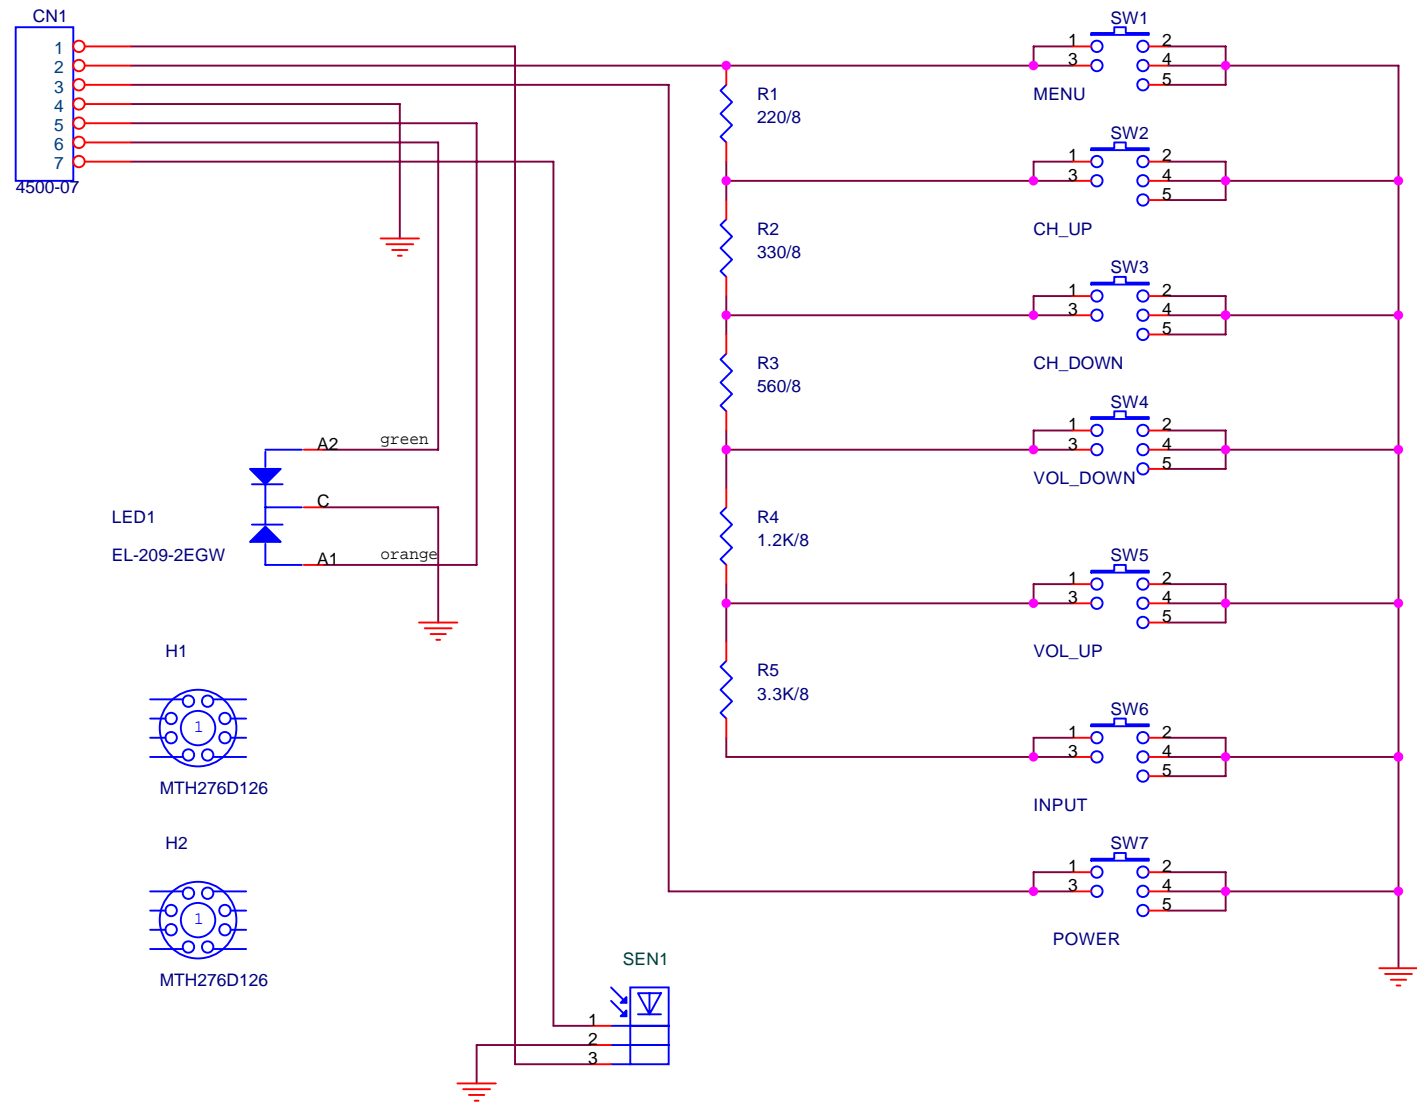 CN1
1
2
3
4
5
6
7
4500-07
SW1
1 2
3 4
5
MENU
R1
220/8
SW2
1 2
3 4
5
CH_UP
R2
330/8
SW3
1 2
3 4
5
CH_DOWN
R3
560/8
SW4
1 2
3 4
5
VOL_DOWN
R4
1.2K/8
SW5
1 2
3 4
5
VOL_UP
R5
3.3K/8
SW6
1 2
3 4
5
INPUT
SW7
1 2
3 4
5
POWER
A2 green
C
A1 orange
LED1
EL-209-2EGW
H1
1
MTH276D126
H2
1
MTH276D126
SEN1
1
2
3